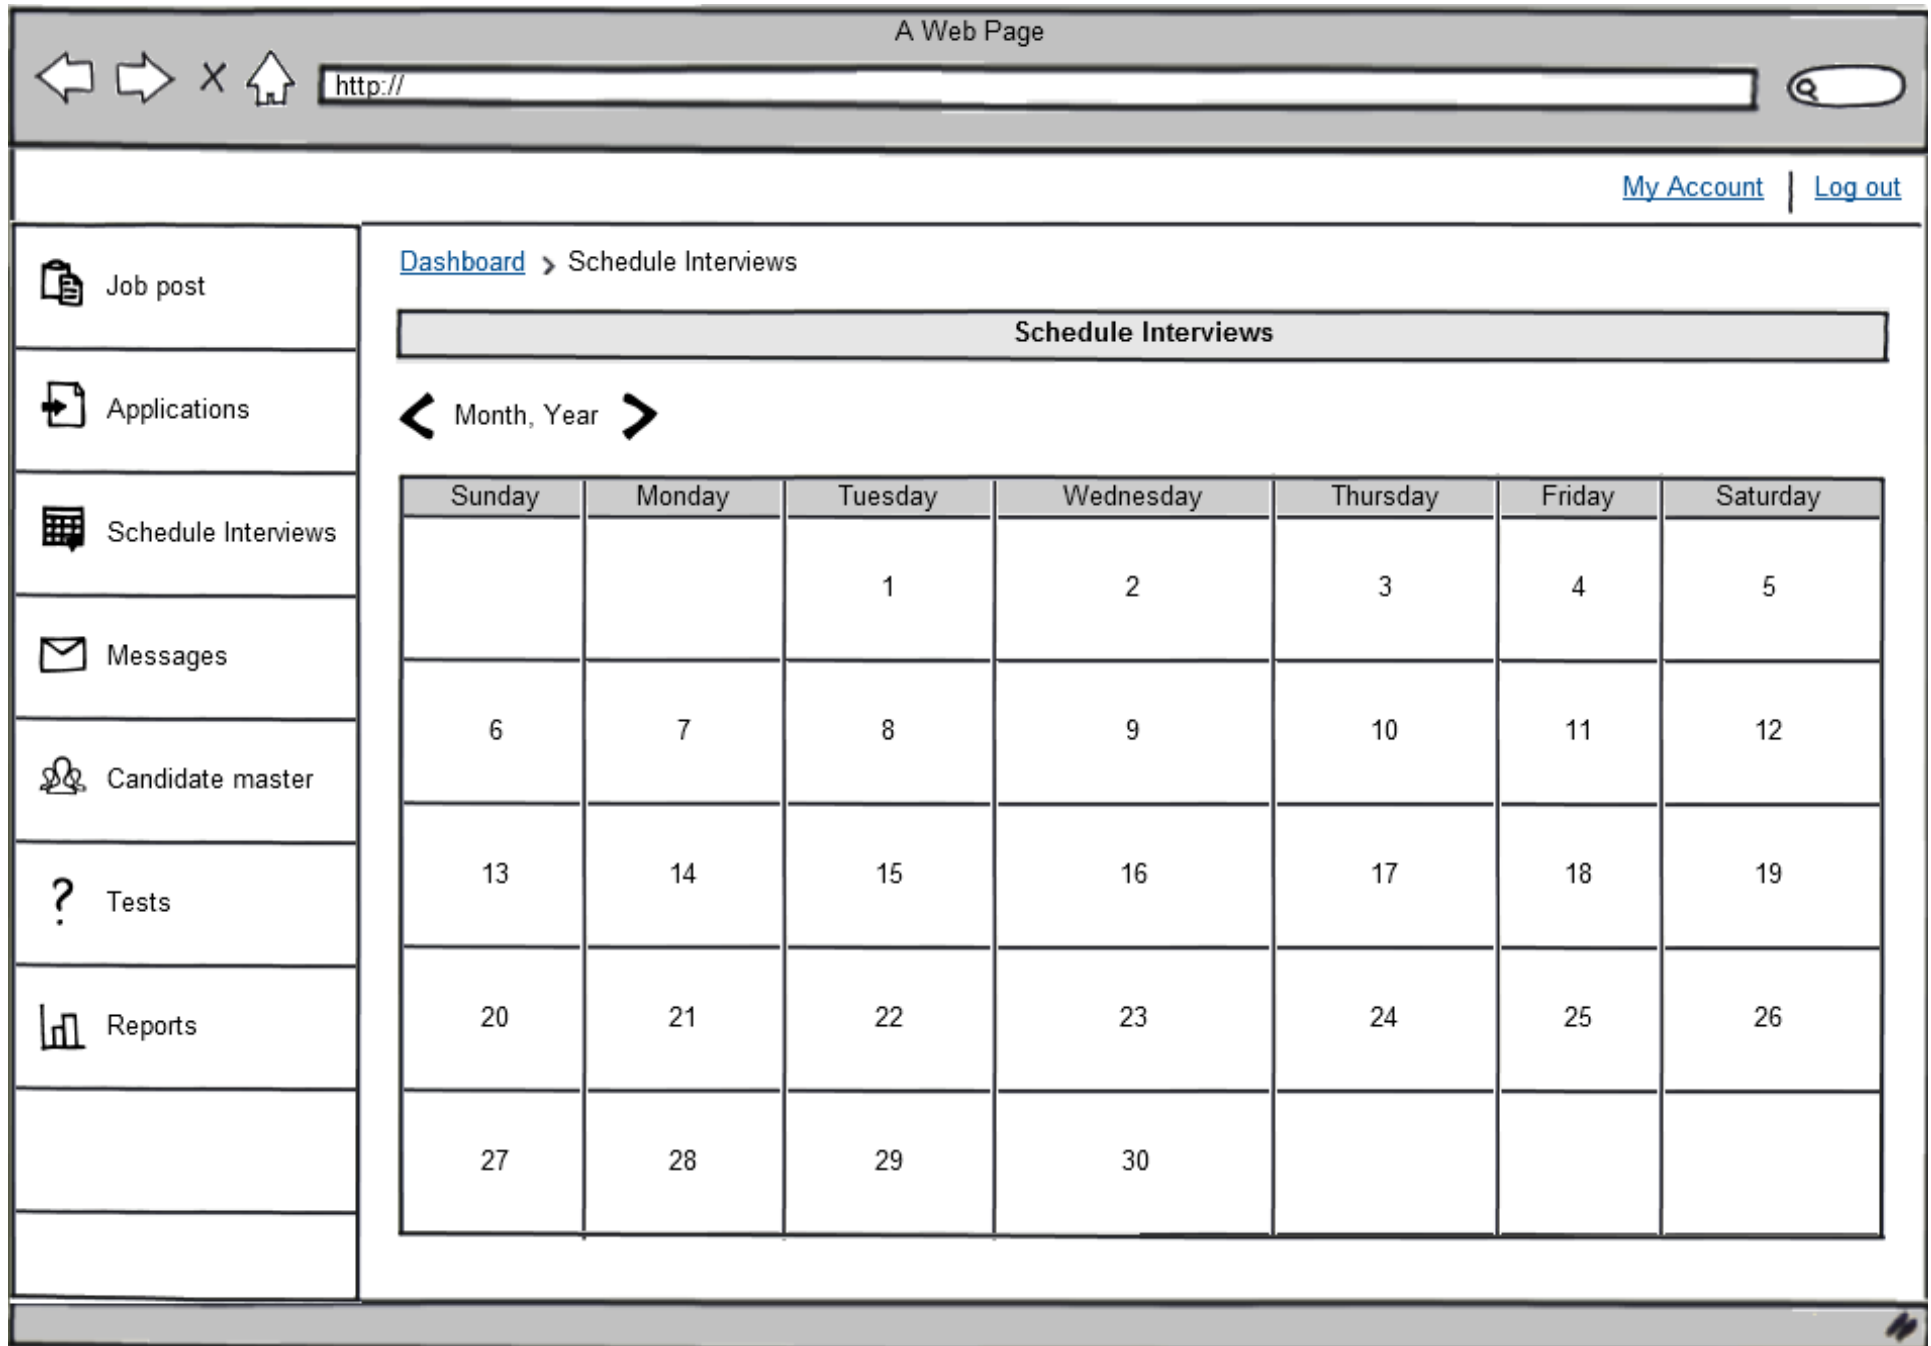 A Web Page
http://
My Account | Log out
Job post
Applications
Schedule Interviews
Messages
Candidate master
Tests
Reports
Dashboard > Schedule Interviews
Schedule Interviews
Month, Year
Sunday Monday Tuesday Wednesday Thursday Friday Saturday
1 2 3 4 5
6 7 8 9 10 11 12
13 14 15 16 17 18 19
20 21 22 23 24 25 26
27 28 29 30